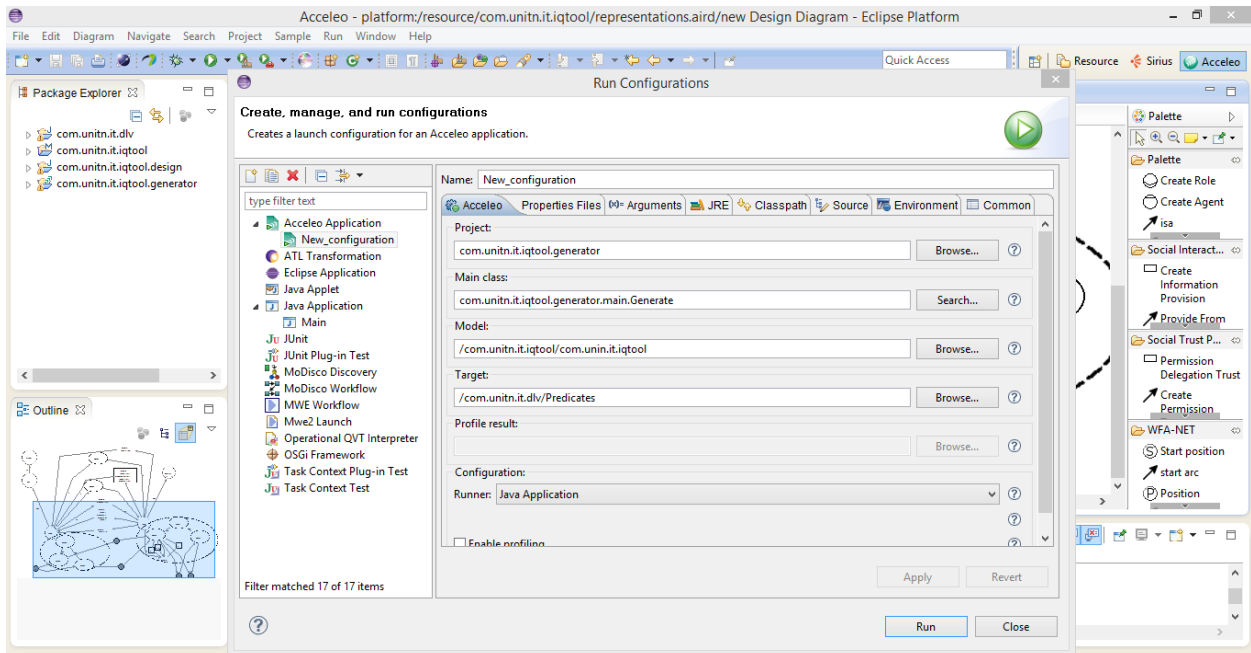 Acceleo - platform:/resource/com.unitn.it.iqtool/representations.aird/new Design Diagram - Eclipse Platform
File Edit Diagram Navigate Search Project Sample Run Window Help
Quick Access
Resource
Sirius
Acceleo
Package Explorer
com.unitn.it.dlv
com.unitn.it.iqtool
com.unitn.it.iqtool.design
com.unitn.it.iqtool.generator
Outline
Run Configurations
Create, manage, and run configurations
Creates a launch configuration for an Acceleo application.
type filter text
Acceleo Application
New_configuration
ATL Transformation
Eclipse Application
Java Applet
Java Application
Main
JUnit
JUnit Plug-in Test
MoDisco Discovery
MoDisco Workflow
MWE Workflow
Mwe2 Launch
Operational QVT Interpreter
OSGi Framework
Task Context Plug-in Test
Task Context Test
Filter matched 17 of 17 items
Name: New_configuration
Acceleo Properties Files (x)= Arguments JRE Classpath Source Environment Common
Project:
com.unitn.it.iqtool.generator Browse...
Main class:
com.unitn.it.iqtool.generator.main.Generate Search...
Model:
/com.unitn.it.iqtool/com.unin.it.iqtool Browse...
Target:
/com.unitn.it.dlv/Predicates Browse...
Profile result:
Browse...
Configuration:
Runner: Java Application
Enable profiling
Apply Revert
Run Close
Palette
Palette
Create Role
Create Agent
isa
Social Interact...
Create
Information
Provision
Provide From
Social Trust P...
Permission
Delegation Trust
Create
Permission
WFA-NET
Start position
start arc
Position